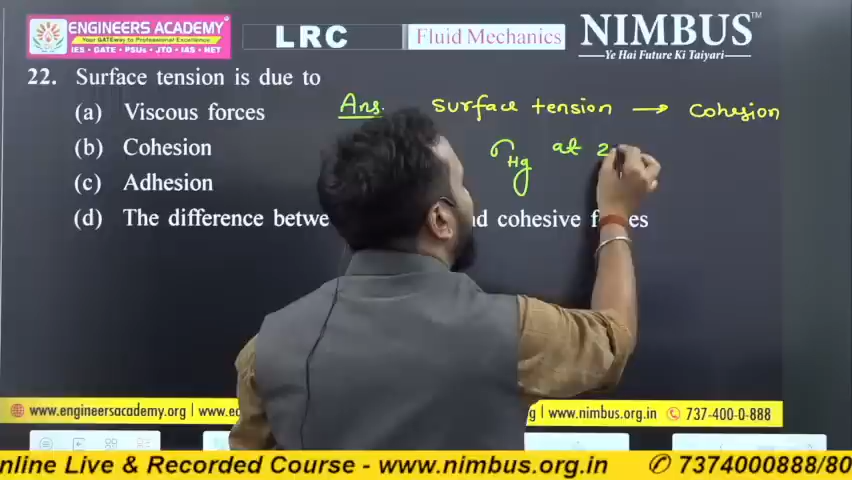 ENGINEERS ACADEMY
Your GATEway to Professional Excellence
IES • GATE • PSUs • JTO • IAS • NET
LRC
Fluid Mechanics
NIMBUS™
Ye Hai Future Ki Taiyari
22. Surface tension is due to
(a) Viscous forces
(b) Cohesion
(c) Adhesion
(d) The difference betwe nd cohesive f es
Ans. Surface tension → Cohesion
σHg at 2
www.engineersacademy.org | www.e
g | www.nimbus.org.in 737-400-0-888
nline Live & Recorded Course - www.nimbus.org.in ✆ 7374000888/80